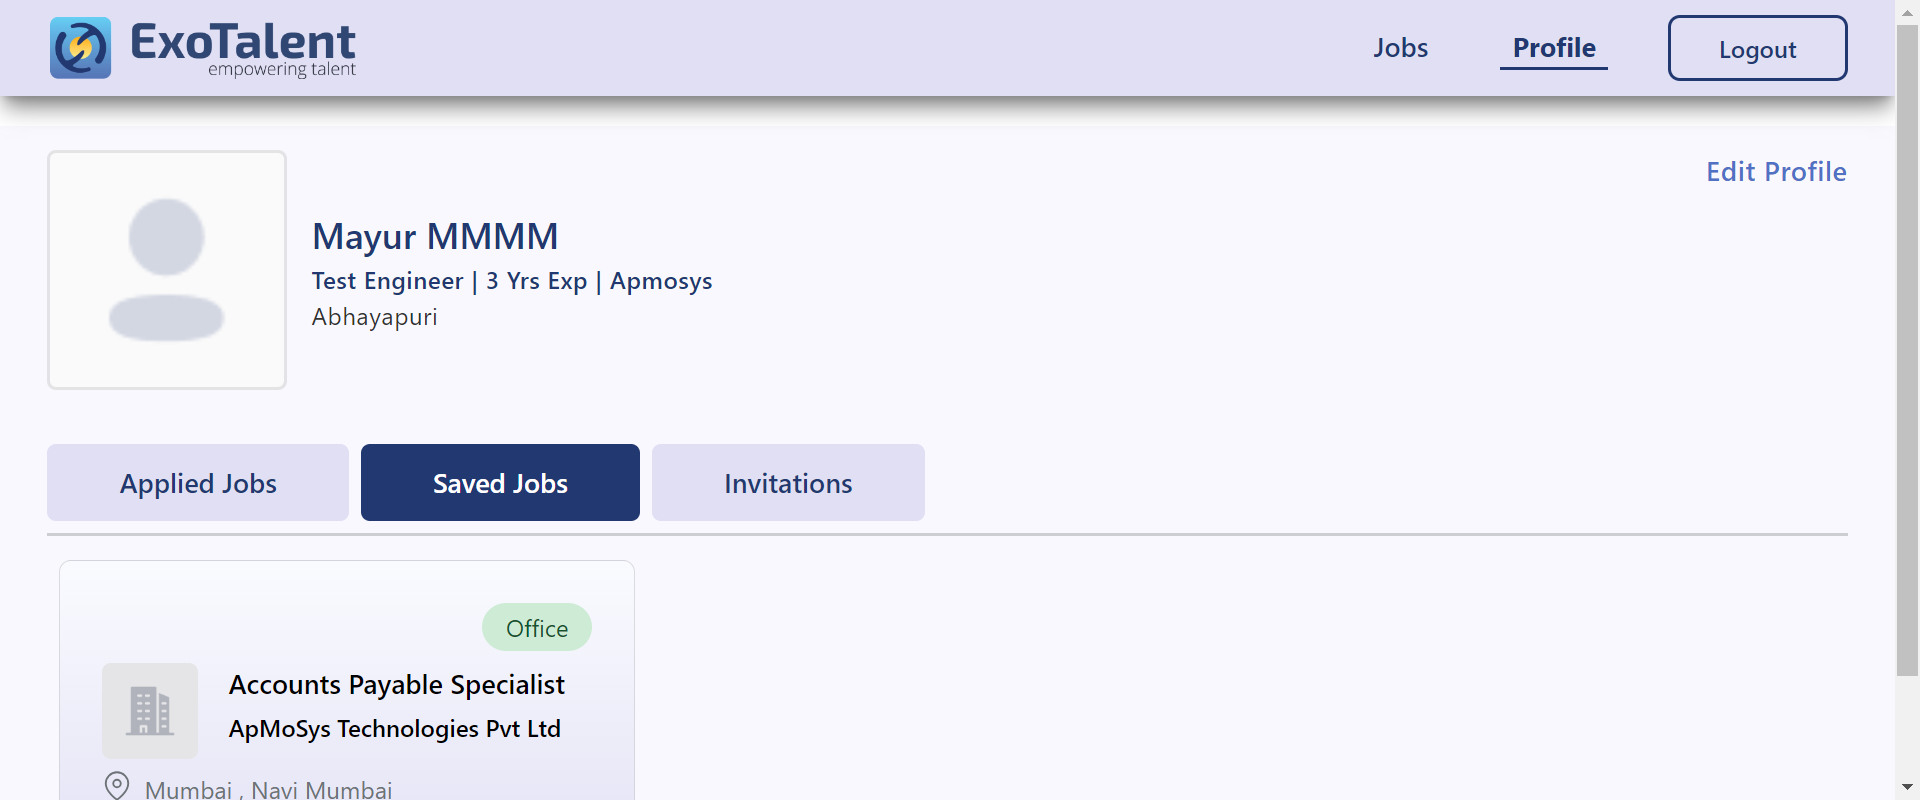 ExoTalent
empowering talent
Jobs
Profile
Logout
Edit Profile
Mayur MMMM
Test Engineer | 3 Yrs Exp | Apmosys
Abhayapuri
Applied Jobs
Saved Jobs
Invitations
Office
Accounts Payable Specialist
ApMoSys Technologies Pvt Ltd
Mumbai , Navi Mumbai